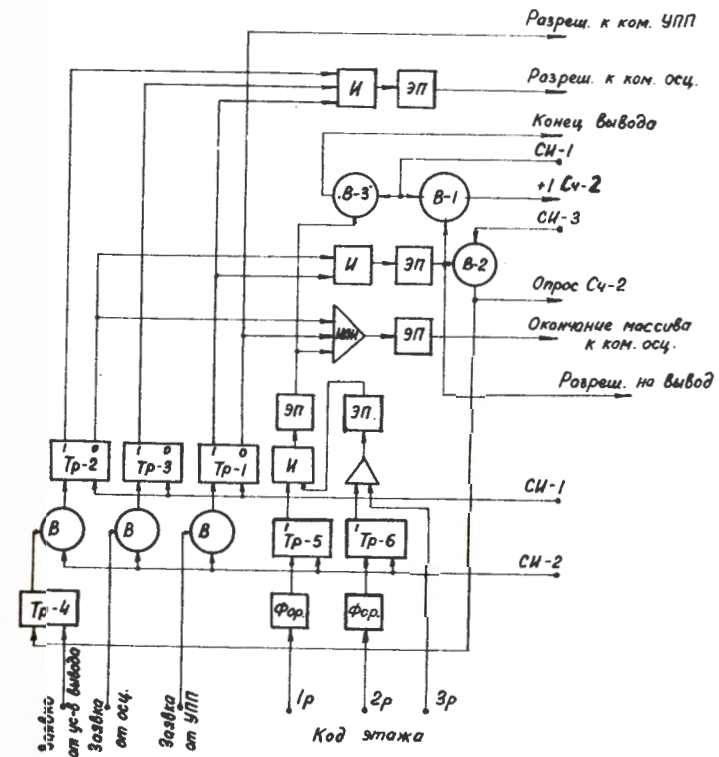 Разреш. к ком. УПП
И
ЭП
Разреш. к ком. осц.
Конец вывода
СИ-1
В-3
В-1
+1 Сч-2
СИ-3
И
ЭП
В-2
Опрос Сч-2
ЭП
Окончание массива
к ком. осц.
Разреш. на вывод
ЭП
ЭП.
1 0
Тр-2
1 0
Тр-3
1 0
Тр-1
И
СИ-1
В
В
В
1
Тр-5
1
Тр-6
СИ-2
Тр-4
Фор.
Фор.
Заявка
от ус-в вывода
Заявка
от осц.
Заявка
от УПП
1р
2р
3р
Код этажа